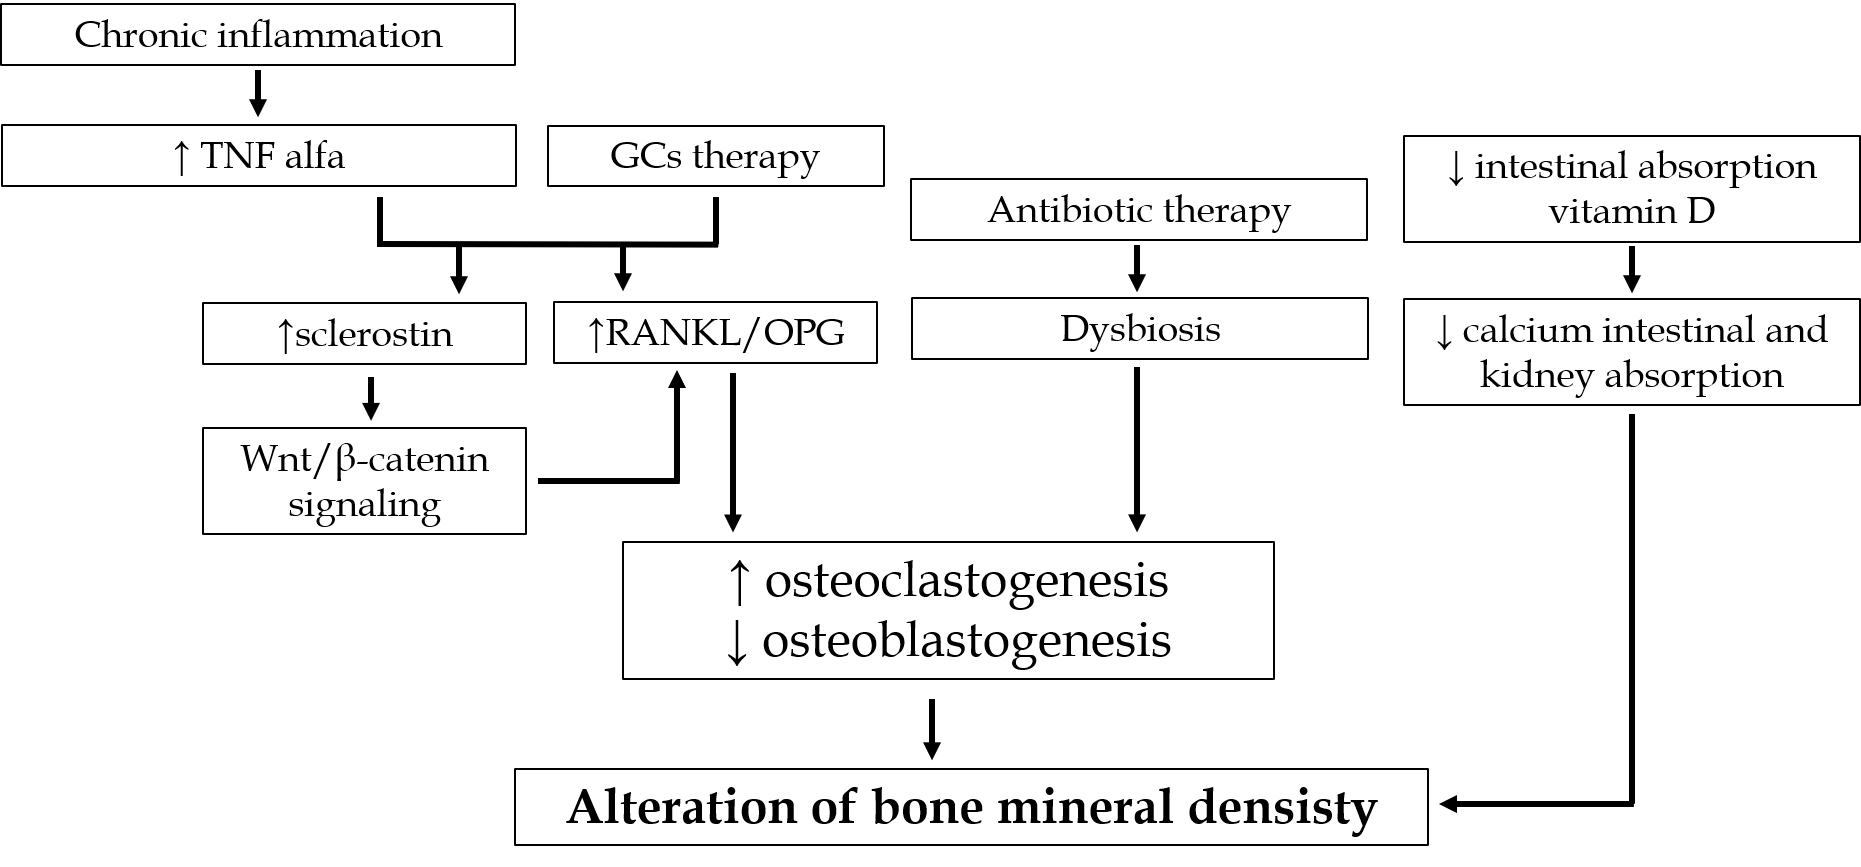 Chronic inflammation
↑ TNF alfa
GCs therapy
Antibiotic therapy
↓ intestinal absorption
vitamin D
↑sclerostin
↑RANKL/OPG
Dysbiosis
↓ calcium intestinal and
kidney absorption
Wnt/β-catenin
signaling
↑ osteoclastogenesis
↓ osteoblastogenesis
Alteration of bone mineral densisty